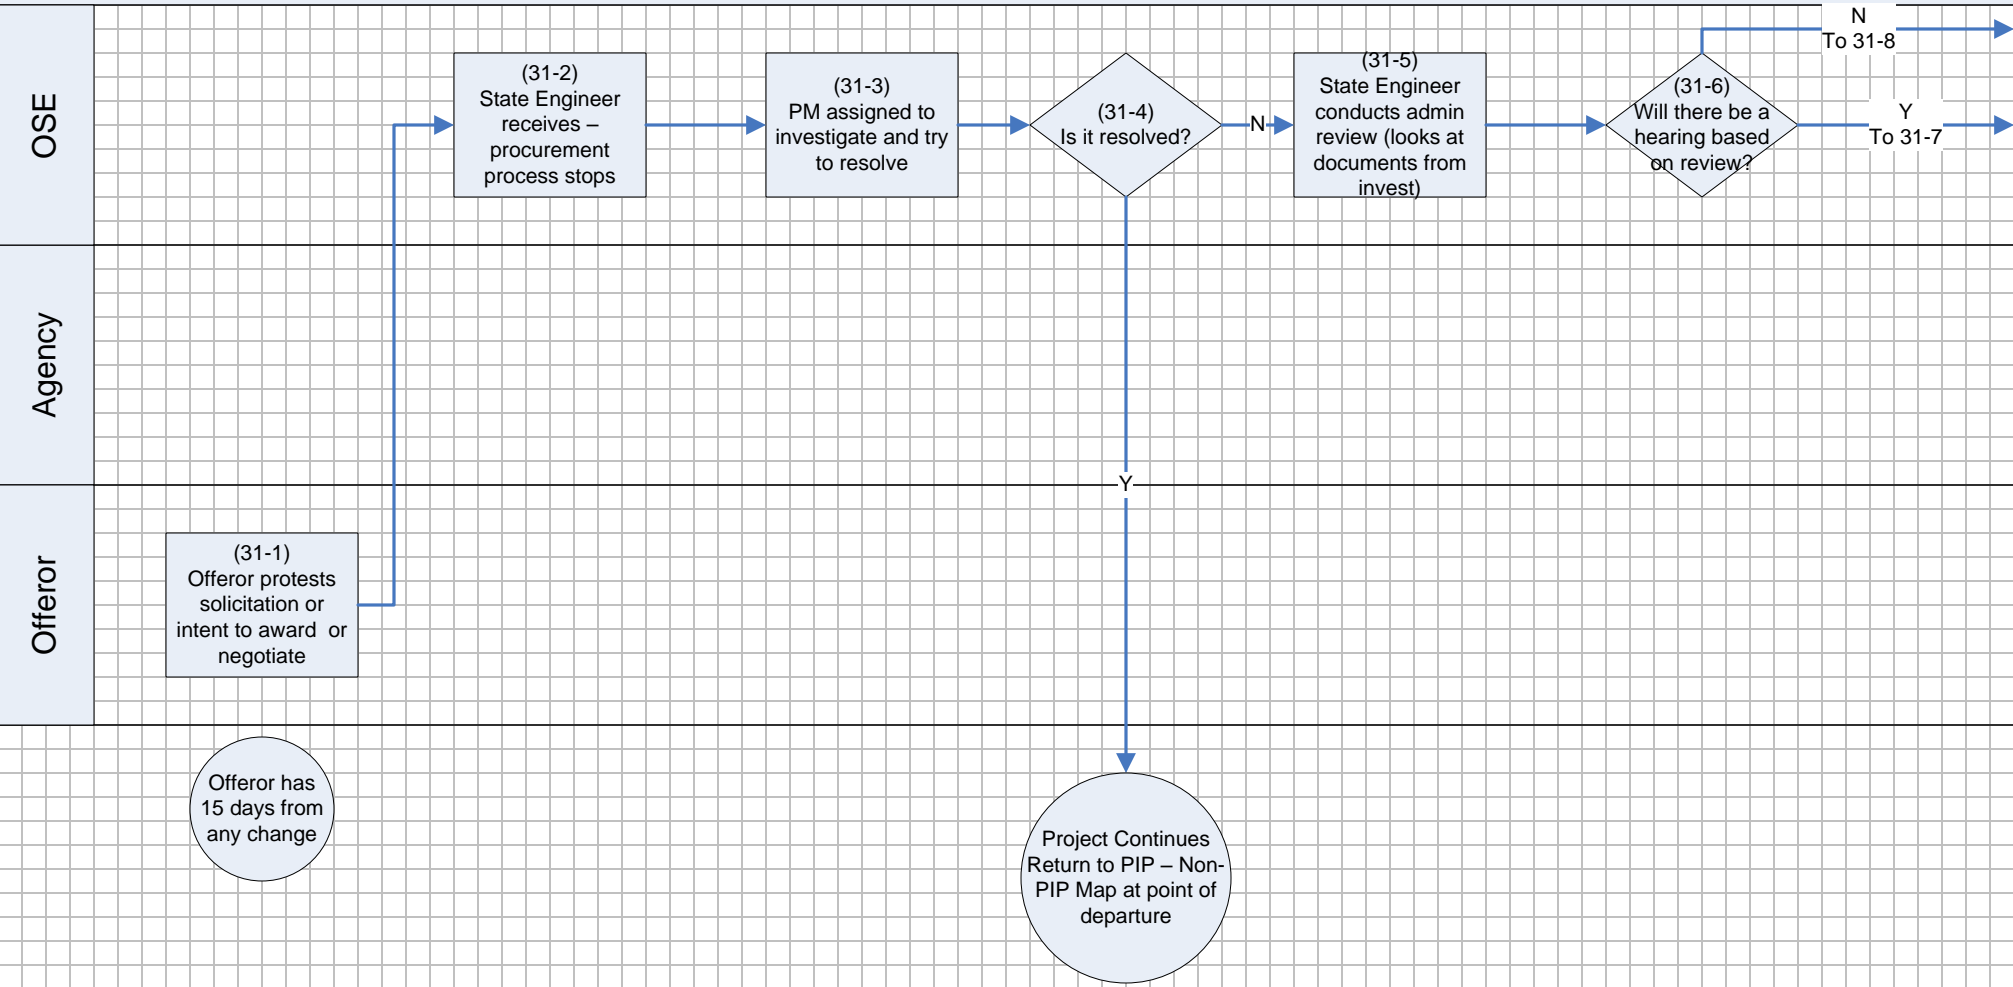 OSE
Agency
Offeror
(31-1)
Offeror protests
solicitation or
intent to award  or
negotiate
(31-2)
State Engineer
receives –
procurement
process stops
(31-3)
PM assigned to
investigate and try
to resolve
(31-4)
Is it resolved?
N
Y
(31-5)
State Engineer
conducts admin
review (looks at
documents from
invest)
(31-6)
Will there be a
hearing based
on review?
N
To 31-8
Y
To 31-7
Offeror has
15 days from
any change
Project Continues
Return to PIP – Non-
PIP Map at point of
departure